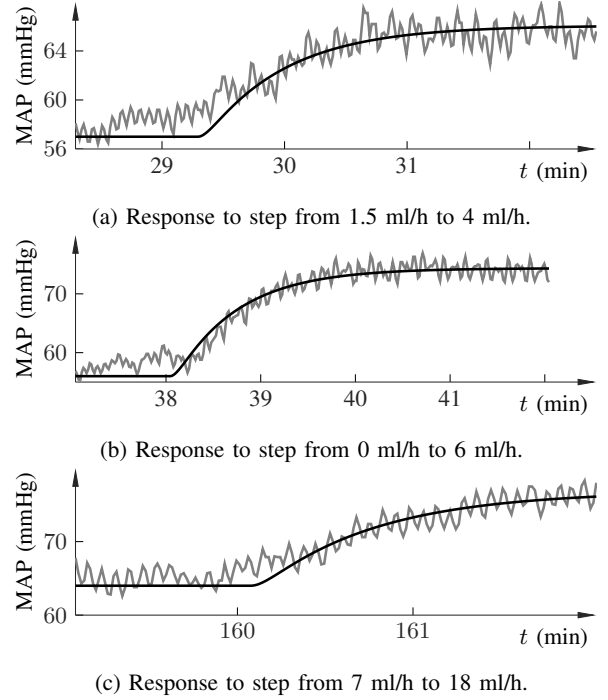 MAP (mmHg)
64
60
56
29
30
31
t (min)
(a) Response to step from 1.5 ml/h to 4 ml/h.
MAP (mmHg)
70
60
38
39
40
41
t (min)
(b) Response to step from 0 ml/h to 6 ml/h.
MAP (mmHg)
70
60
160
161
t (min)
(c) Response to step from 7 ml/h to 18 ml/h.